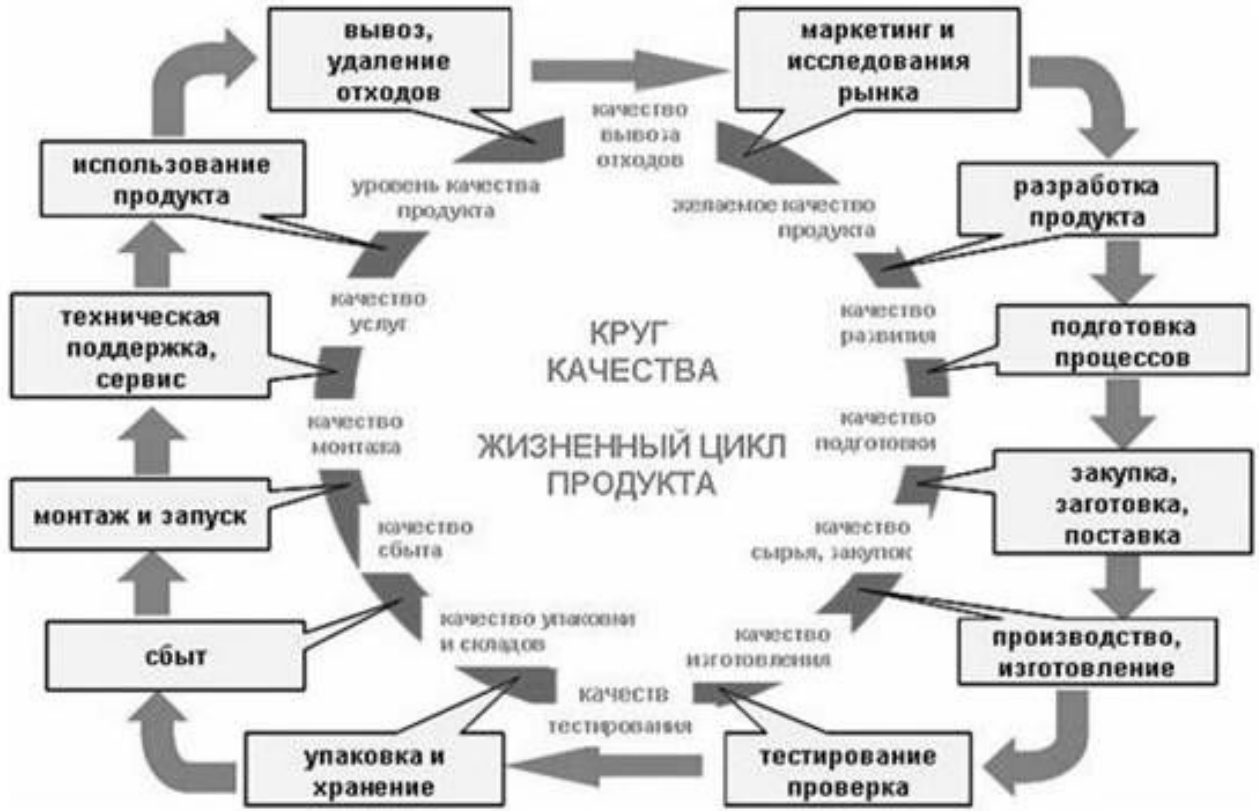 вывоз,
удаление
отходов
маркетинг и
исследования
рынка
качество
вывоза
отходов
использование
продукта
уровень качества
продукта
желаемое качество
продукта
разработка
продукта
техническая
поддержка,
сервис
качество
услуг
КРУГ
КАЧЕСТВА
качество
развития
подготовка
процессов
качество
монтажа
ЖИЗНЕННЫЙ ЦИКЛ
ПРОДУКТА
качество
подготовки
закупка,
заготовка,
поставка
монтаж и запуск
качество
сбыта
качество
сырья, закупок
сбыт
качество упаковки
и складов
качество
изготовления
производство,
изготовление
качеств
тестирования
упаковка и
хранение
тестирование
проверка